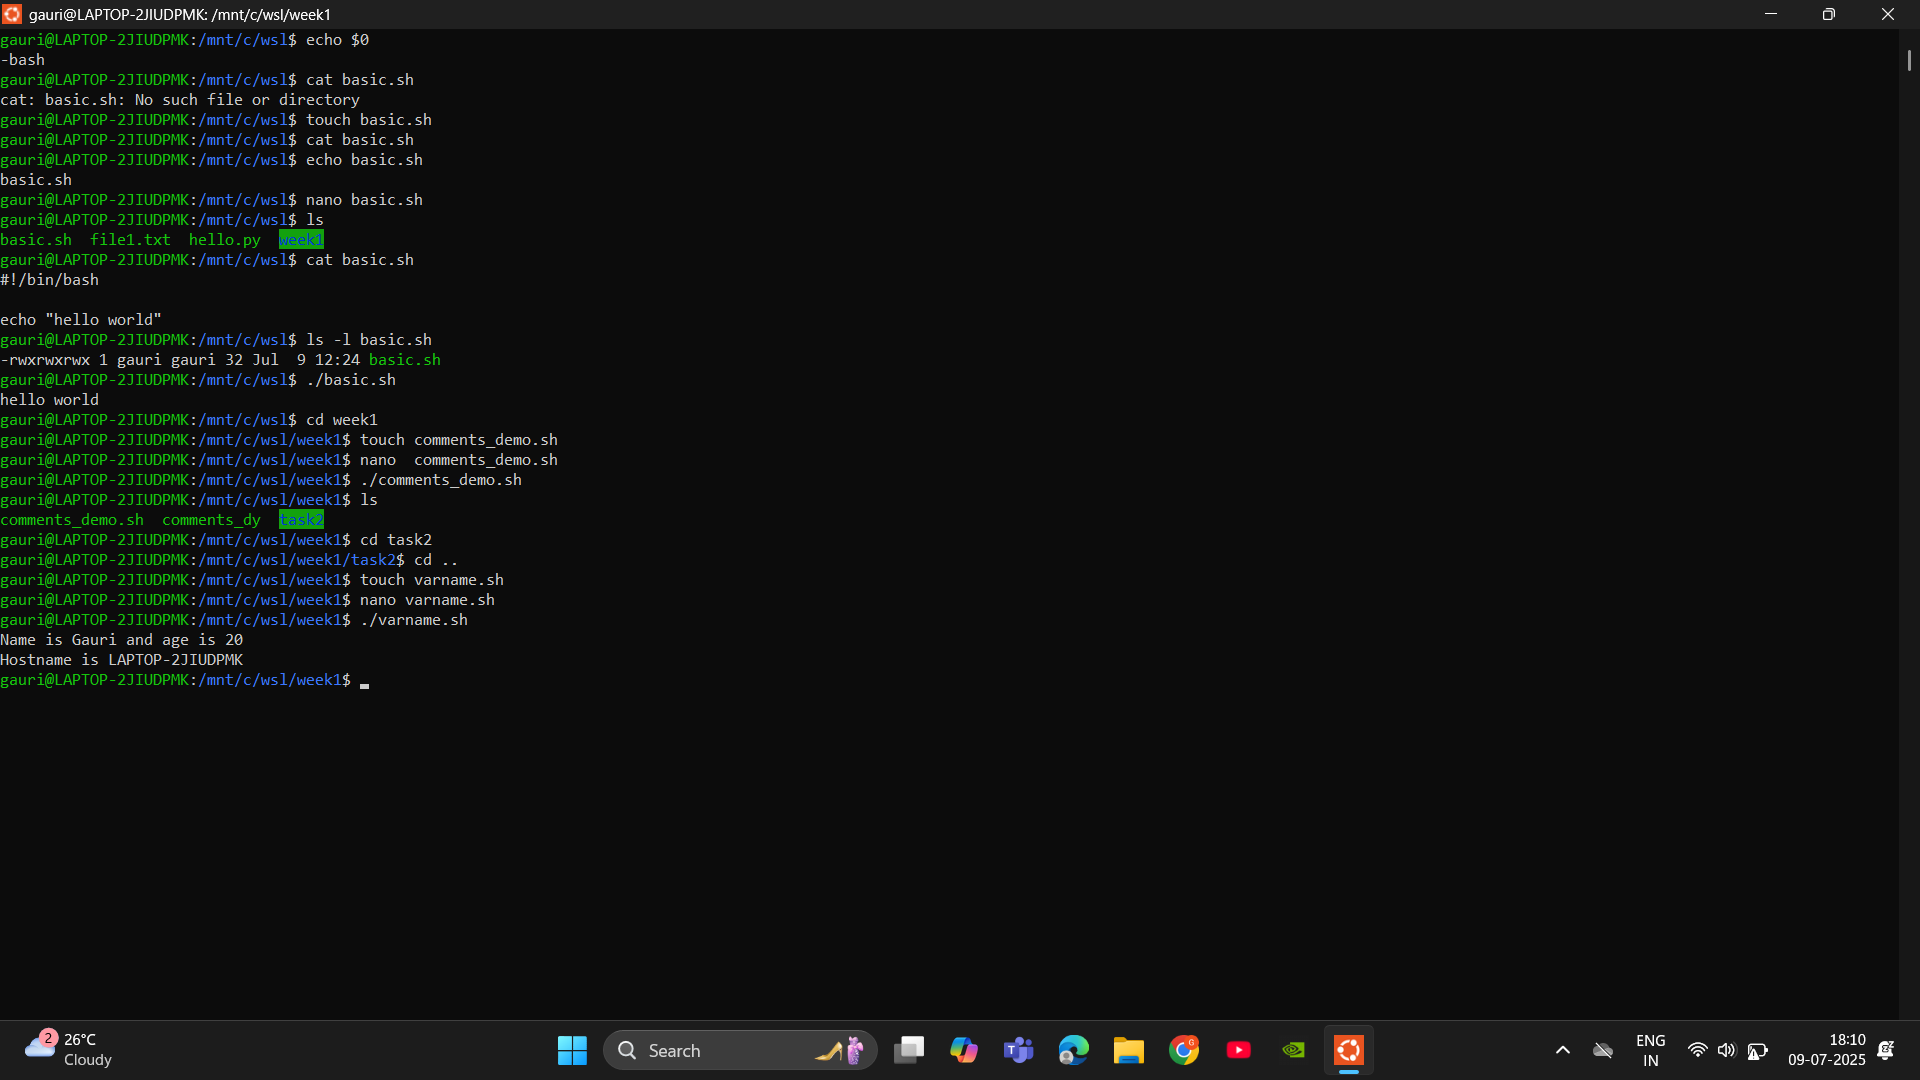 gauri@LAPTOP-2JIUDPMK: /mnt/c/wsl/week1
gauri@LAPTOP-2JIUDPMK:/mnt/c/wsl$ echo $0
-bash
gauri@LAPTOP-2JIUDPMK:/mnt/c/wsl$ cat basic.sh
cat: basic.sh: No such file or directory
gauri@LAPTOP-2JIUDPMK:/mnt/c/wsl$ touch basic.sh
gauri@LAPTOP-2JIUDPMK:/mnt/c/wsl$ cat basic.sh
gauri@LAPTOP-2JIUDPMK:/mnt/c/wsl$ echo basic.sh
basic.sh
gauri@LAPTOP-2JIUDPMK:/mnt/c/wsl$ nano basic.sh
gauri@LAPTOP-2JIUDPMK:/mnt/c/wsl$ ls
basic.sh  file1.txt  hello.py  week1
gauri@LAPTOP-2JIUDPMK:/mnt/c/wsl$ cat basic.sh
#!/bin/bash

echo "hello world"
gauri@LAPTOP-2JIUDPMK:/mnt/c/wsl$ ls -l basic.sh
-rwxrwxrwx 1 gauri gauri 32 Jul  9 12:24 basic.sh
gauri@LAPTOP-2JIUDPMK:/mnt/c/wsl$ ./basic.sh
hello world
gauri@LAPTOP-2JIUDPMK:/mnt/c/wsl$ cd week1
gauri@LAPTOP-2JIUDPMK:/mnt/c/wsl/week1$ touch comments_demo.sh
gauri@LAPTOP-2JIUDPMK:/mnt/c/wsl/week1$ nano  comments_demo.sh
gauri@LAPTOP-2JIUDPMK:/mnt/c/wsl/week1$ ./comments_demo.sh
gauri@LAPTOP-2JIUDPMK:/mnt/c/wsl/week1$ ls
comments_demo.sh  comments_dy  task2
gauri@LAPTOP-2JIUDPMK:/mnt/c/wsl/week1$ cd task2
gauri@LAPTOP-2JIUDPMK:/mnt/c/wsl/week1/task2$ cd ..
gauri@LAPTOP-2JIUDPMK:/mnt/c/wsl/week1$ touch varname.sh
gauri@LAPTOP-2JIUDPMK:/mnt/c/wsl/week1$ nano varname.sh
gauri@LAPTOP-2JIUDPMK:/mnt/c/wsl/week1$ ./varname.sh
Name is Gauri and age is 20
Hostname is LAPTOP-2JIUDPMK
gauri@LAPTOP-2JIUDPMK:/mnt/c/wsl/week1$
2
26°C
Cloudy
Search
ENG
IN
18:10
09-07-2025